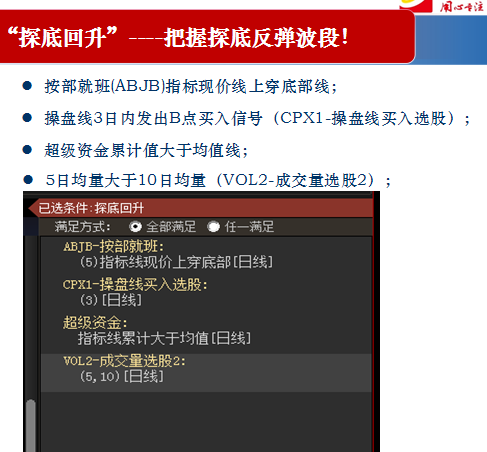 用心专注
“探底回升”----把握探底反弹波段！
按部就班(ABJB)指标现价线上穿底部线；
操盘线3日内发出B点买入信号（CPX1-操盘线买入选股）；
超级资金累计值大于均值线；
5日均量大于10日均量（VOL2-成交量选股2）；
已选条件:探底回升
满足方式: 全部满足 任一满足
ABJB-按部就班:
(5)指标线现价上穿底部[日线]
CPX1-操盘线买入选股:
(3)[日线]
超级资金:
指标线累计大于均值[日线]
VOL2-成交量选股2:
(5,10)[日线]